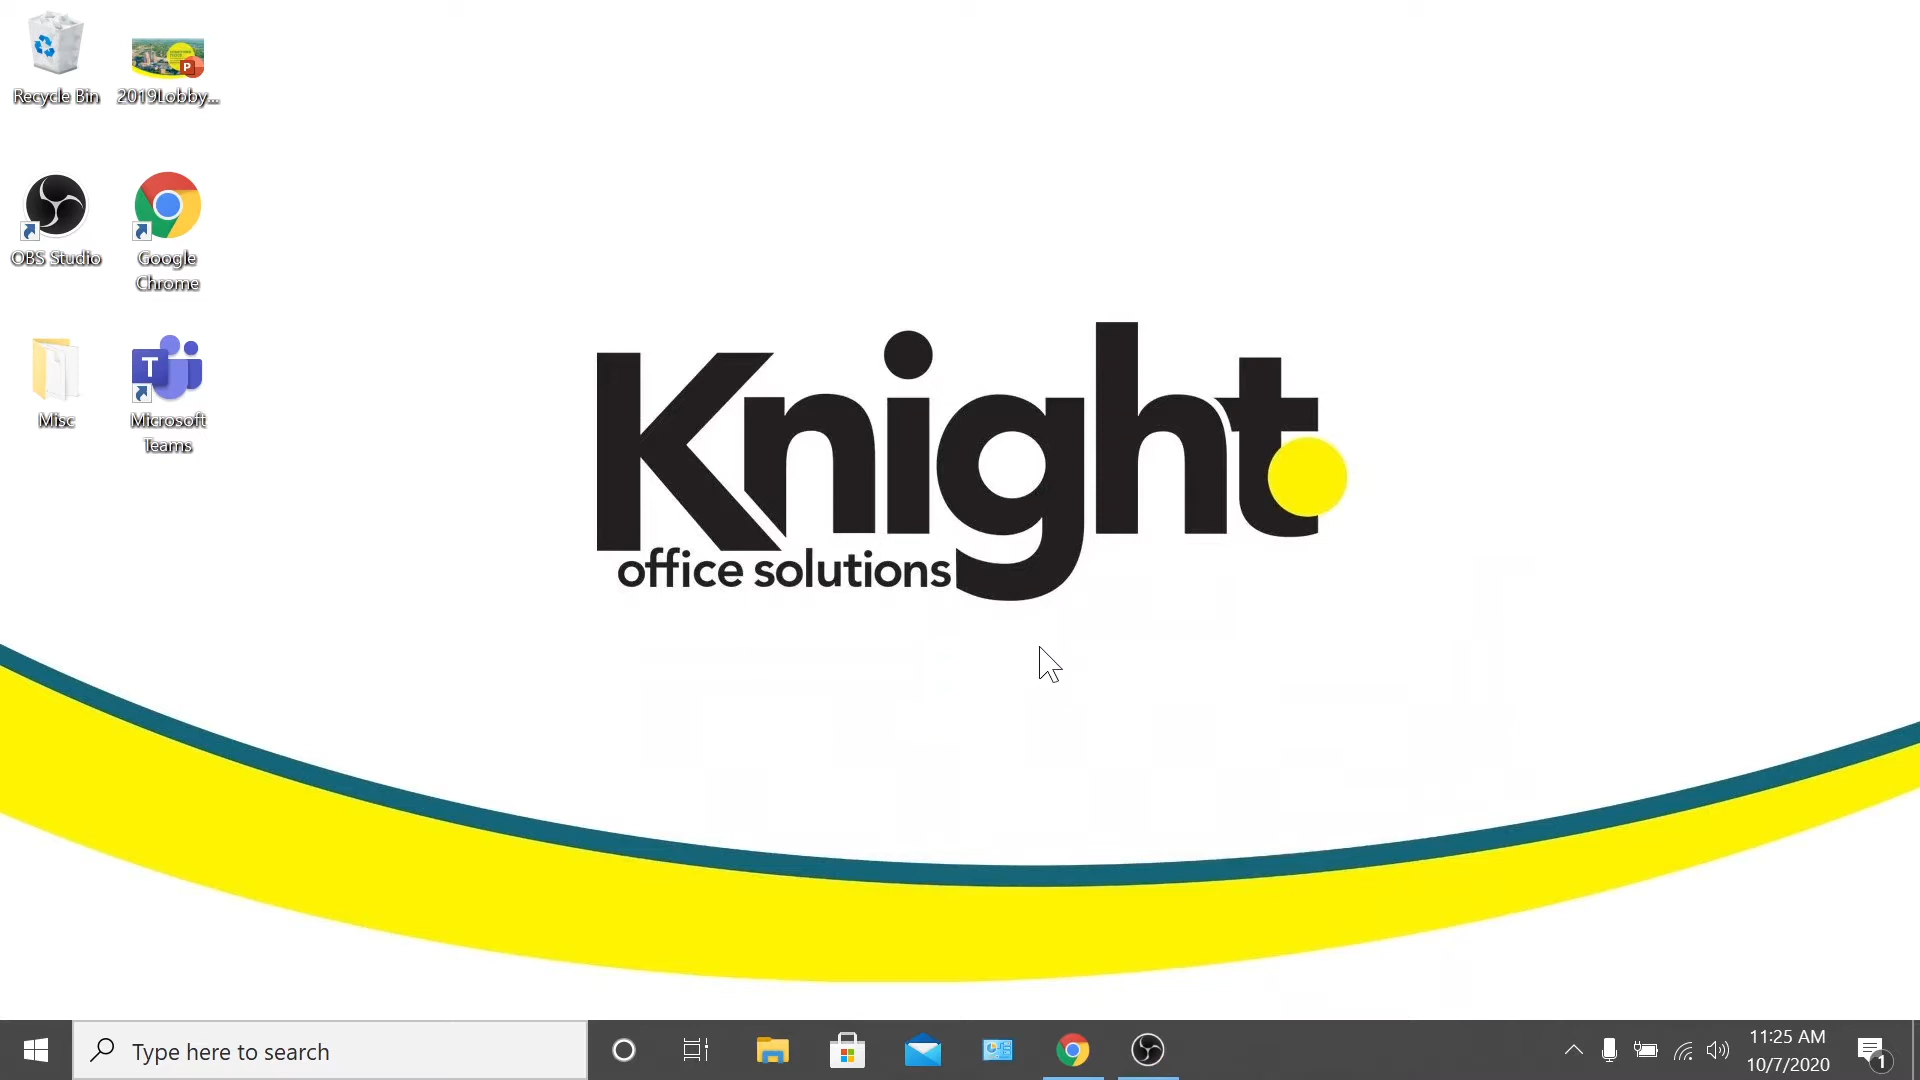 Recycle Bin
2019Lobby...
OBS Studio
Google
Chrome
Misc
Microsoft
Teams
Knight
office solutions
Type here to search
11:25 AM
10/7/2020
1